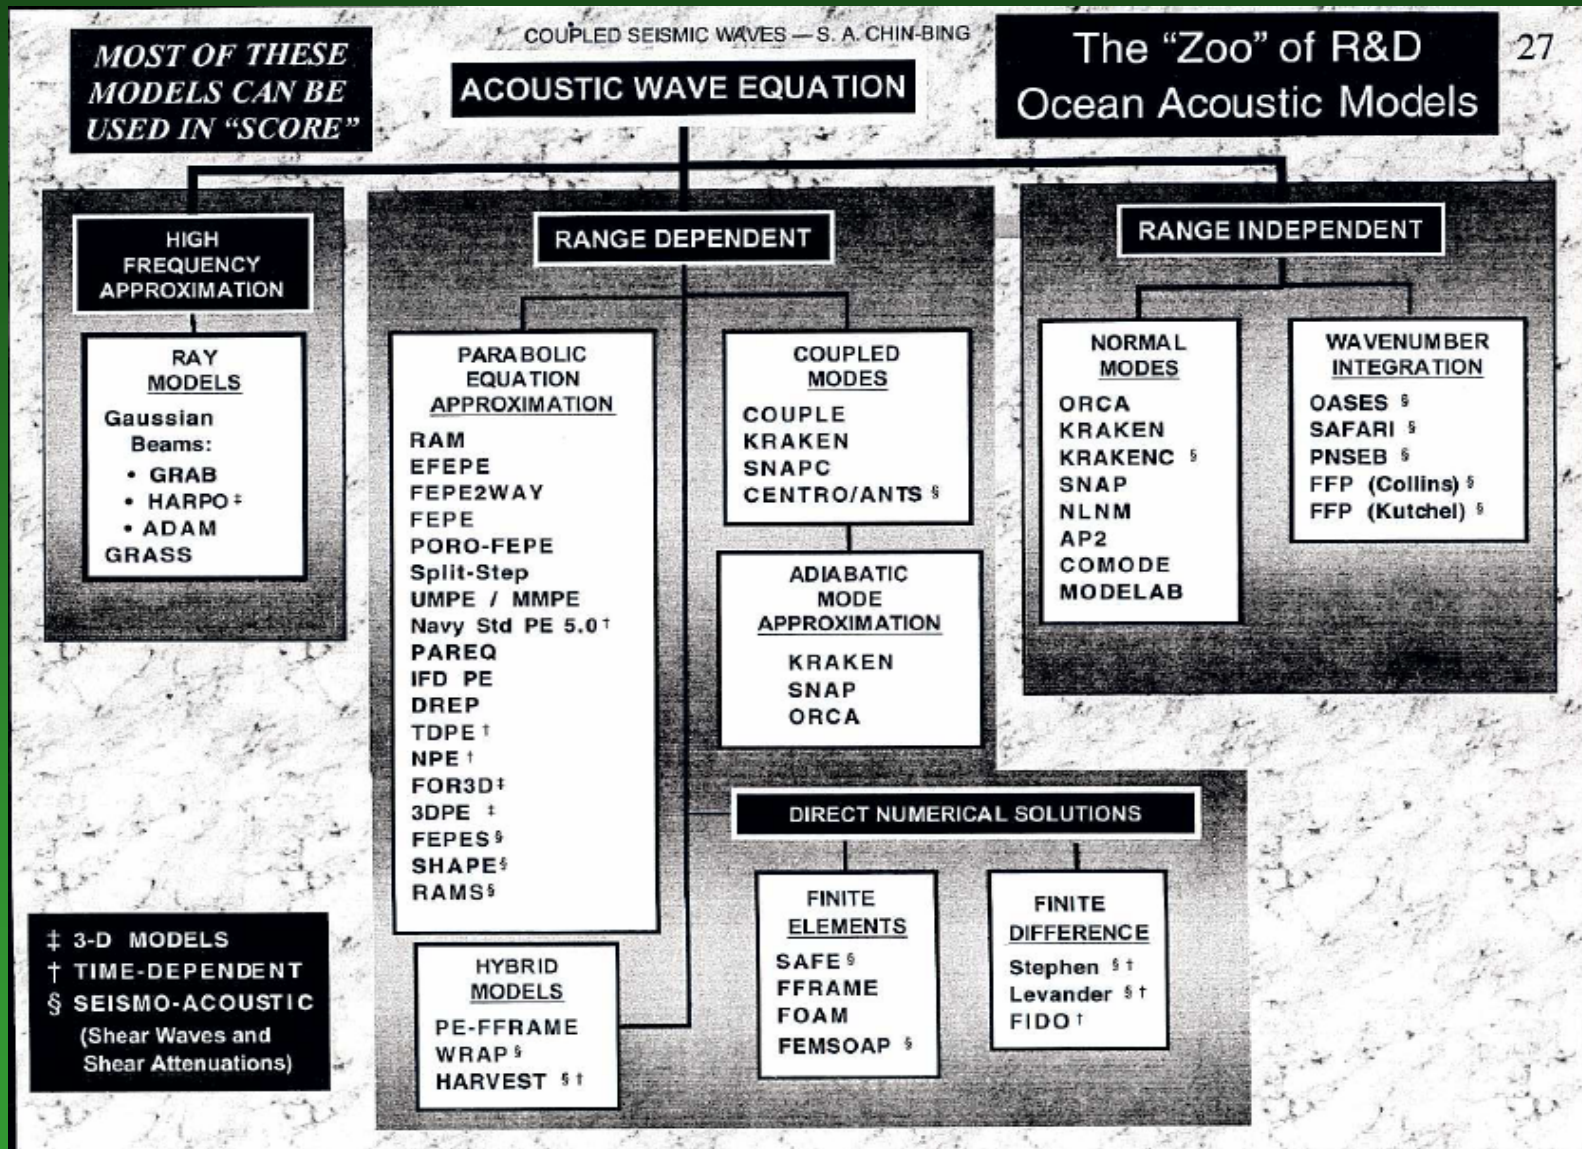 COUPLED SEISMIC WAVES — S. A. CHIN-BING
MOST OF THESE
MODELS CAN BE
USED IN “SCORE”
ACOUSTIC WAVE EQUATION
The “Zoo” of R&D
Ocean Acoustic Models
27
HIGH
FREQUENCY
APPROXIMATION
RAY
MODELS
Gaussian
Beams:
• GRAB
• HARPO ‡
• ADAM
GRASS
RANGE DEPENDENT
PARABOLIC
EQUATION
APPROXIMATION
RAM
EFEPE
FEPE2WAY
FEPE
PORO-FEPE
Split-Step
UMPE / MMPE
Navy Std PE 5.0 †
PAREQ
IFD PE
DREP
TDPE †
NPE †
FOR3D ‡
3DPE ‡
FEPES §
SHAPE §
RAMS §
COUPLED
MODES
COUPLE
KRAKEN
SNAPC
CENTRO/ANTS §
ADIABATIC
MODE
APPROXIMATION
KRAKEN
SNAP
ORCA
RANGE INDEPENDENT
NORMAL
MODES
ORCA
KRAKEN
KRAKENC §
SNAP
NLNM
AP2
COMODE
MODELAB
WAVENUMBER
INTEGRATION
OASES §
SAFARI §
PNSEB §
FFP (Collins) §
FFP (Kutchel) §
DIRECT NUMERICAL SOLUTIONS
FINITE
ELEMENTS
SAFE §
FFRAME
FOAM
FEMSOAP §
FINITE
DIFFERENCE
Stephen § †
Levander § †
FIDO †
HYBRID
MODELS
PE-FFRAME
WRAP §
HARVEST § †
‡ 3-D MODELS
† TIME-DEPENDENT
§ SEISMO-ACOUSTIC
(Shear Waves and
Shear Attenuations)